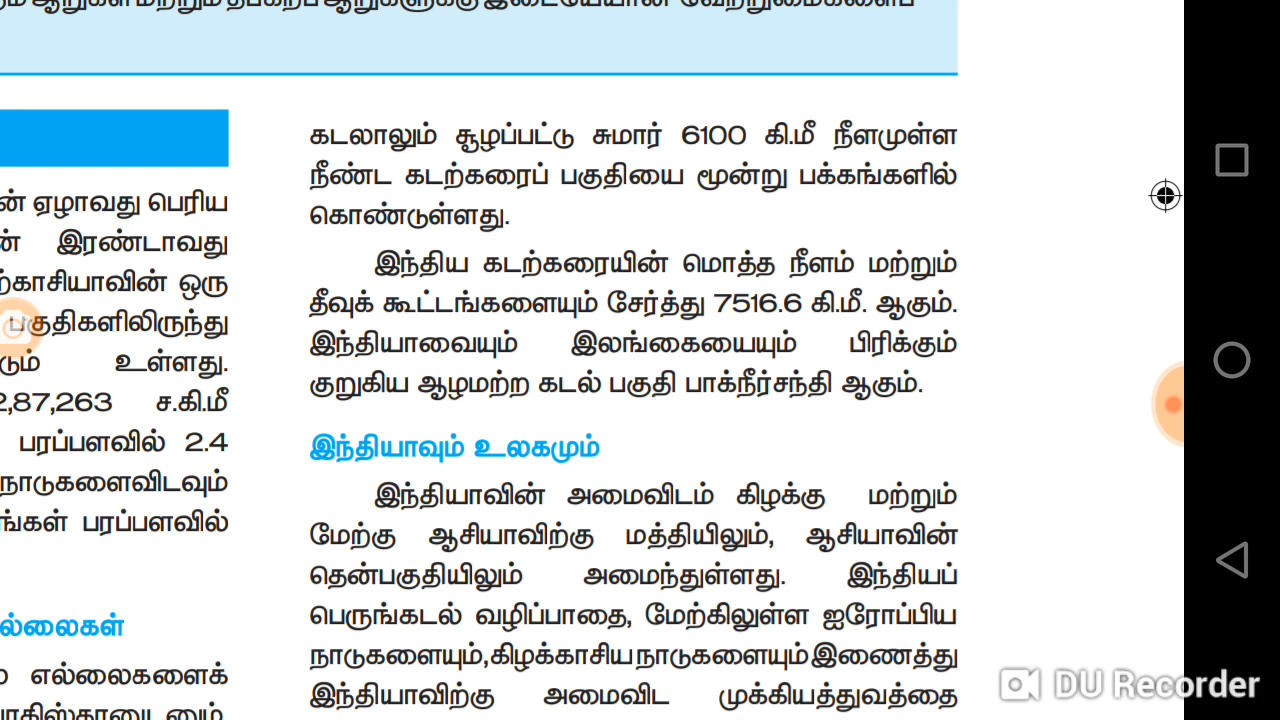 ன் ஏழாவது பெரிய
ன் இரண்டாவது
ற்காசியாவின் ஒரு
பகுதிகளிலிருந்து
டும் உள்ளது.
2,87,263 ச.கி.மீ
பரப்பளவில் 2.4
நாடுகளைவிடவும்
ங்கள் பரப்பளவில்
ல்லைகள்
எல்லைகளைக்
கடலாலும் சூழப்பட்டு சுமார் 6100 கி.மீ நீளமுள்ள
நீண்ட கடற்கரைப் பகுதியை மூன்று பக்கங்களில்
கொண்டுள்ளது.
இந்திய கடற்கரையின் மொத்த நீளம் மற்றும்
தீவுக் கூட்டங்களையும் சேர்த்து 7516.6 கி.மீ. ஆகும்.
இந்தியாவையும் இலங்கையையும் பிரிக்கும்
குறுகிய ஆழமற்ற கடல் பகுதி பாக்நீர்சந்தி ஆகும்.
இந்தியாவும் உலகமும்
இந்தியாவின் அமைவிடம் கிழக்கு மற்றும்
மேற்கு ஆசியாவிற்கு மத்தியிலும், ஆசியாவின்
தென்பகுதியிலும் அமைந்துள்ளது. இந்தியப்
பெருங்கடல் வழிப்பாதை, மேற்கிலுள்ள ஐரோப்பிய
நாடுகளையும்,கிழக்காசிய நாடுகளையும் இணைத்து
இந்தியாவிற்கு அமைவிட முக்கியத்துவத்தை
DU Recorder